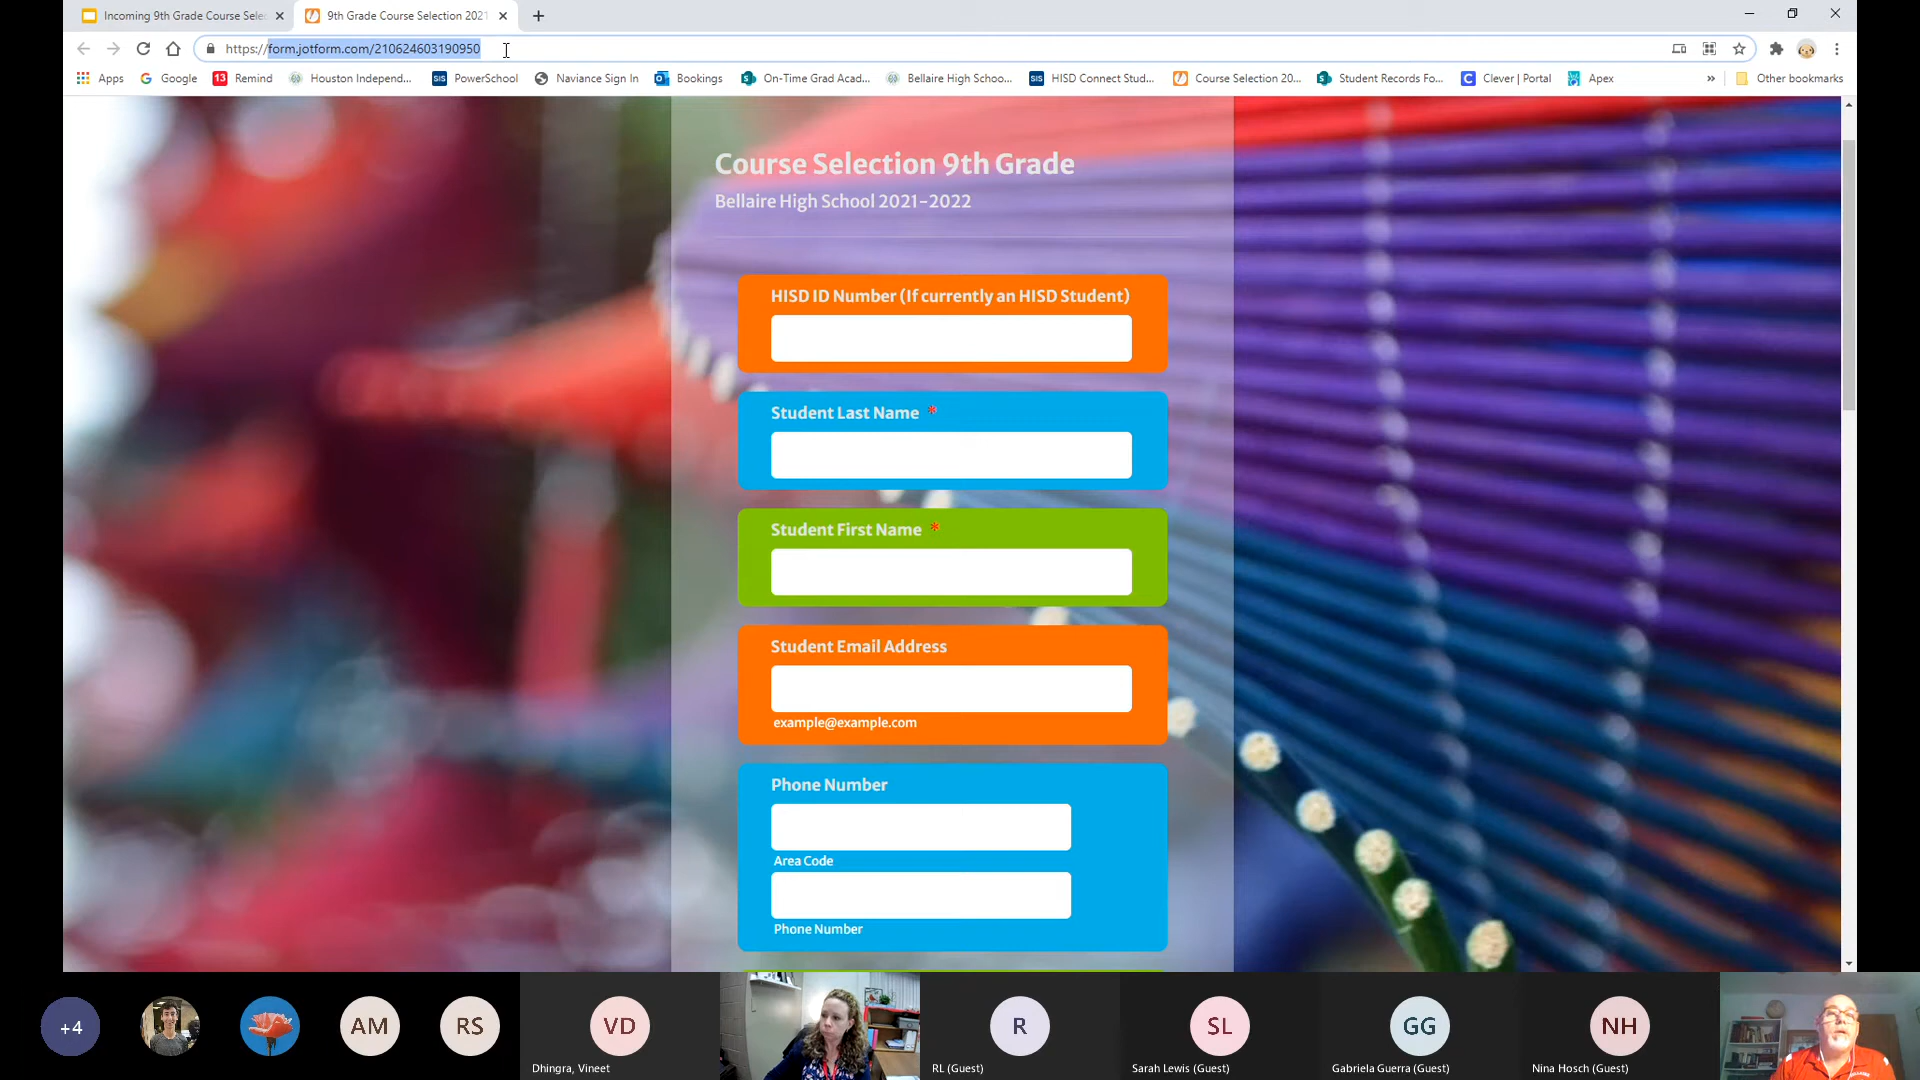 Incoming 9th Grade Course Sele
9th Grade Course Selection 2021
https://form.jotform.com/210624603190950
Apps
Google
13 Remind
Houston Independ...
SIS PowerSchool
Naviance Sign In
Bookings
On-Time Grad Acad...
Bellaire High Schoo...
SIS HISD Connect Stud...
Course Selection 20...
Student Records Fo...
C Clever | Portal
Apex
» Other bookmarks
Course Selection 9th Grade
Bellaire High School 2021-2022
HISD ID Number (If currently an HISD Student)
Student Last Name *
Student First Name *
Student Email Address
example@example.com
Phone Number
Area Code
Phone Number
+4
AM
RS
VD
Dhingra, Vineet
R
RL (Guest)
SL
Sarah Lewis (Guest)
GG
Gabriela Guerra (Guest)
NH
Nina Hosch (Guest)